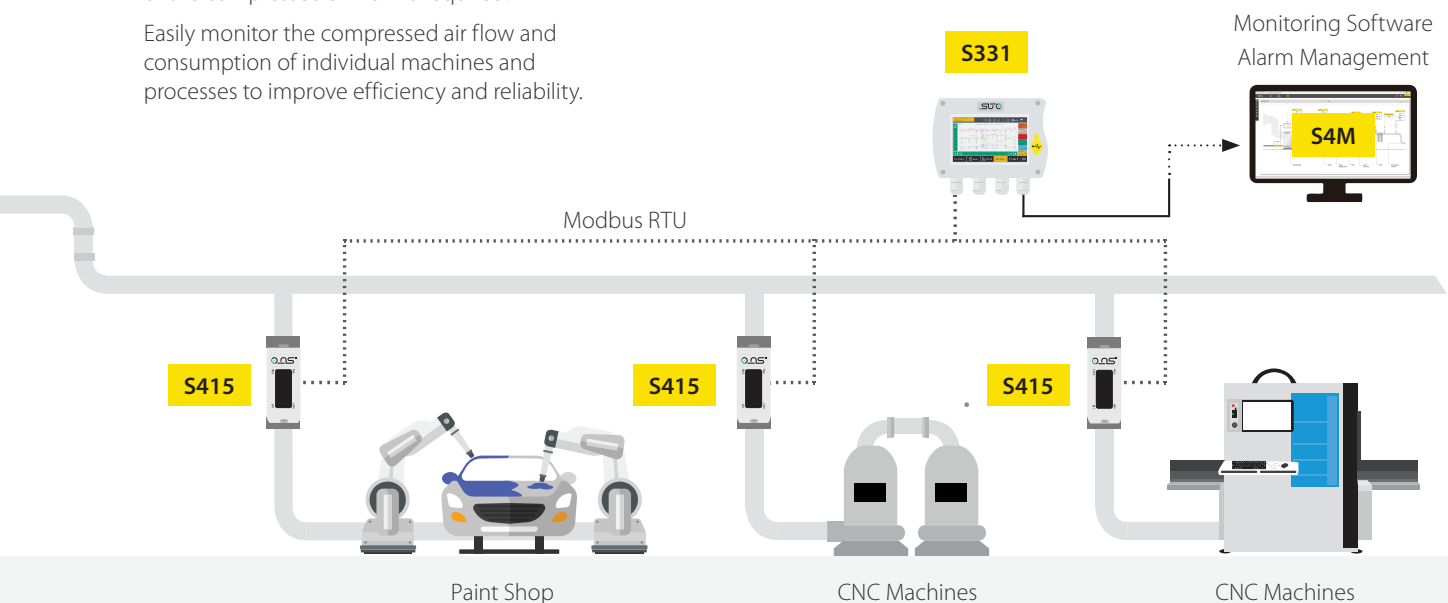 Easily monitor the compressed air flow and
consumption of individual machines and
processes to improve efficiency and reliability.
Monitoring Software
Alarm Management
S331
SUTO
S4M
Modbus RTU
S415
S415
S415
Paint Shop
CNC Machines
CNC Machines